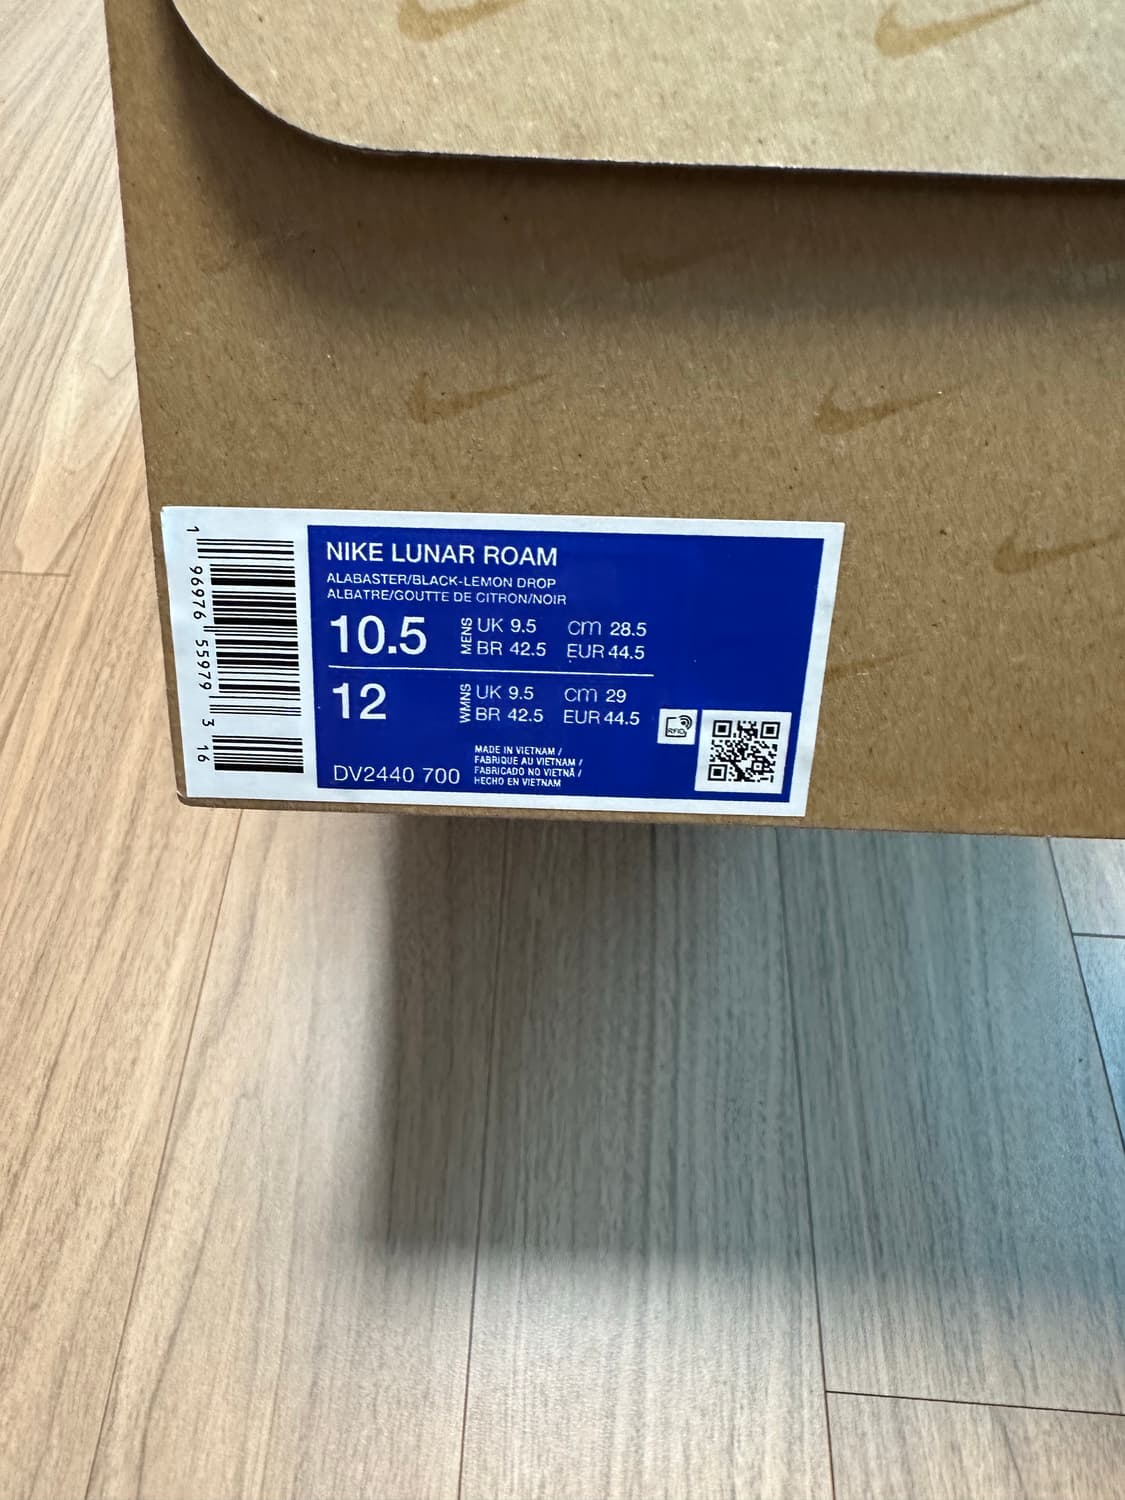 NIKE LUNAR ROAM
ALABASTER/BLACK-LEMON DROP
ALBATRE/GOUTTE DE CITRON/NOIR
10.5 MENS UK 9.5 cm 28.5
BR 42.5 EUR 44.5
12 WMNS UK 9.5 cm 29
BR 42.5 EUR 44.5
RFID
DV2440 700
MADE IN VIETNAM /
FABRIQUE AU VIETNAM /
FABRICADO NO VIETNÃ /
HECHO EN VIETNAM
1 96976 55979 3 16